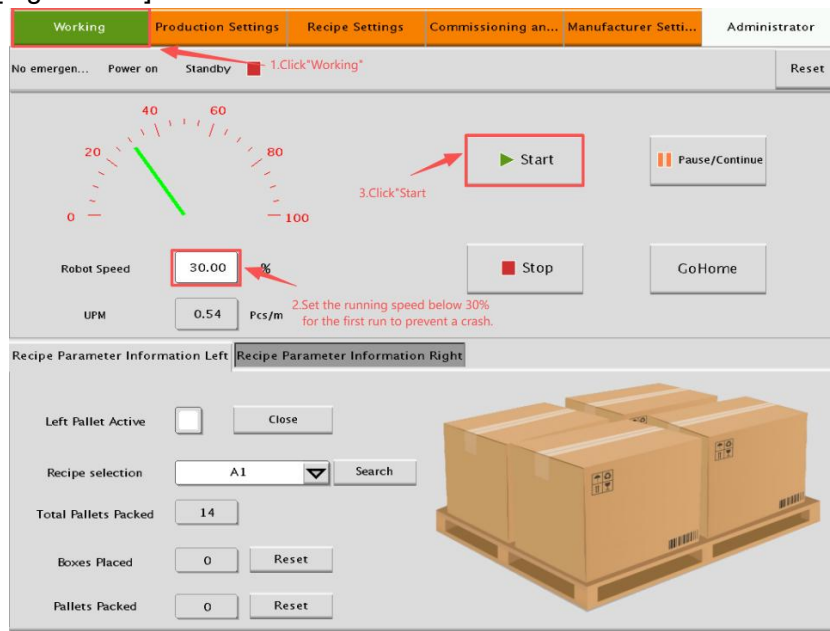 Working Production Settings Recipe Settings Commissioning an... Manufacturer Setti... Administrator
No emergen... Power on Standby 1.Click"Working" Reset
40 60
20 80
Start Pause/Continue
3.Click"Start
0 100
Robot Speed 30.00 % Stop GoHome
2.Set the running speed below 30%
for the first run to prevent a crash.
UPM 0.54 Pcs/m
Recipe Parameter Information Left Recipe Parameter Information Right
Left Pallet Active Close
Recipe selection A1 Search
Total Pallets Packed 14
Boxes Placed 0 Reset
Pallets Packed 0 Reset